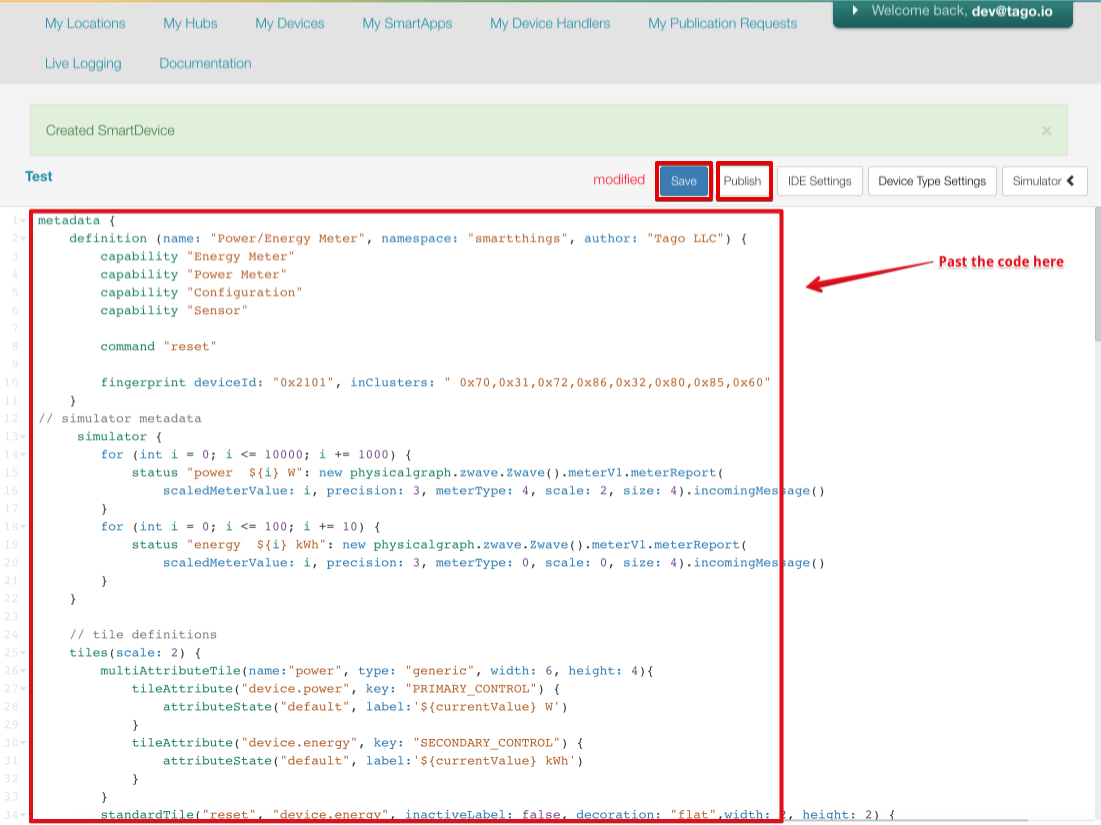 Welcome back, dev@tago.io
My Locations My Hubs My Devices My SmartApps My Device Handlers My Publication Requests
Live Logging Documentation
Created SmartDevice ×
Test modified Save Publish IDE Settings Device Type Settings Simulator
Past the code here
1 metadata {
2 definition (name: "Power/Energy Meter", namespace: "smartthings", author: "Tago LLC") {
3 capability "Energy Meter"
4 capability "Power Meter"
5 capability "Configuration"
6 capability "Sensor"
7
8 command "reset"
9
10 fingerprint deviceId: "0x2101", inClusters: " 0x70,0x31,0x72,0x86,0x32,0x80,0x85,0x60"
11 }
12 // simulator metadata
13 simulator {
14 for (int i = 0; i <= 10000; i += 1000) {
15 status "power  ${i} W": new physicalgraph.zwave.Zwave().meterV1.meterReport(
16 scaledMeterValue: i, precision: 3, meterType: 4, scale: 2, size: 4).incomingMessage()
17 }
18 for (int i = 0; i <= 100; i += 10) {
19 status "energy  ${i} kWh": new physicalgraph.zwave.Zwave().meterV1.meterReport(
20 scaledMeterValue: i, precision: 3, meterType: 0, scale: 0, size: 4).incomingMessage()
21 }
22 }
23
24 // tile definitions
25 tiles(scale: 2) {
26 multiAttributeTile(name:"power", type: "generic", width: 6, height: 4){
27 tileAttribute("device.power", key: "PRIMARY_CONTROL") {
28 attributeState("default", label:'${currentValue} W')
29 }
30 tileAttribute("device.energy", key: "SECONDARY_CONTROL") {
31 attributeState("default", label:'${currentValue} kWh')
32 }
33 }
34 standardTile("reset", "device.energy", inactiveLabel: false, decoration: "flat",width: 2, height: 2) {